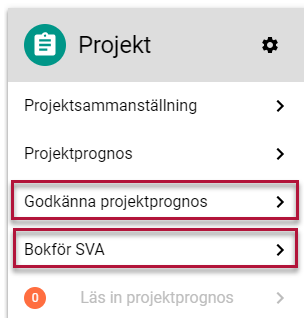 Projekt
Projektsammanställning
Projektprognos
Godkänna projektprognos
Bokför SVA
0 Läs in projektprognos